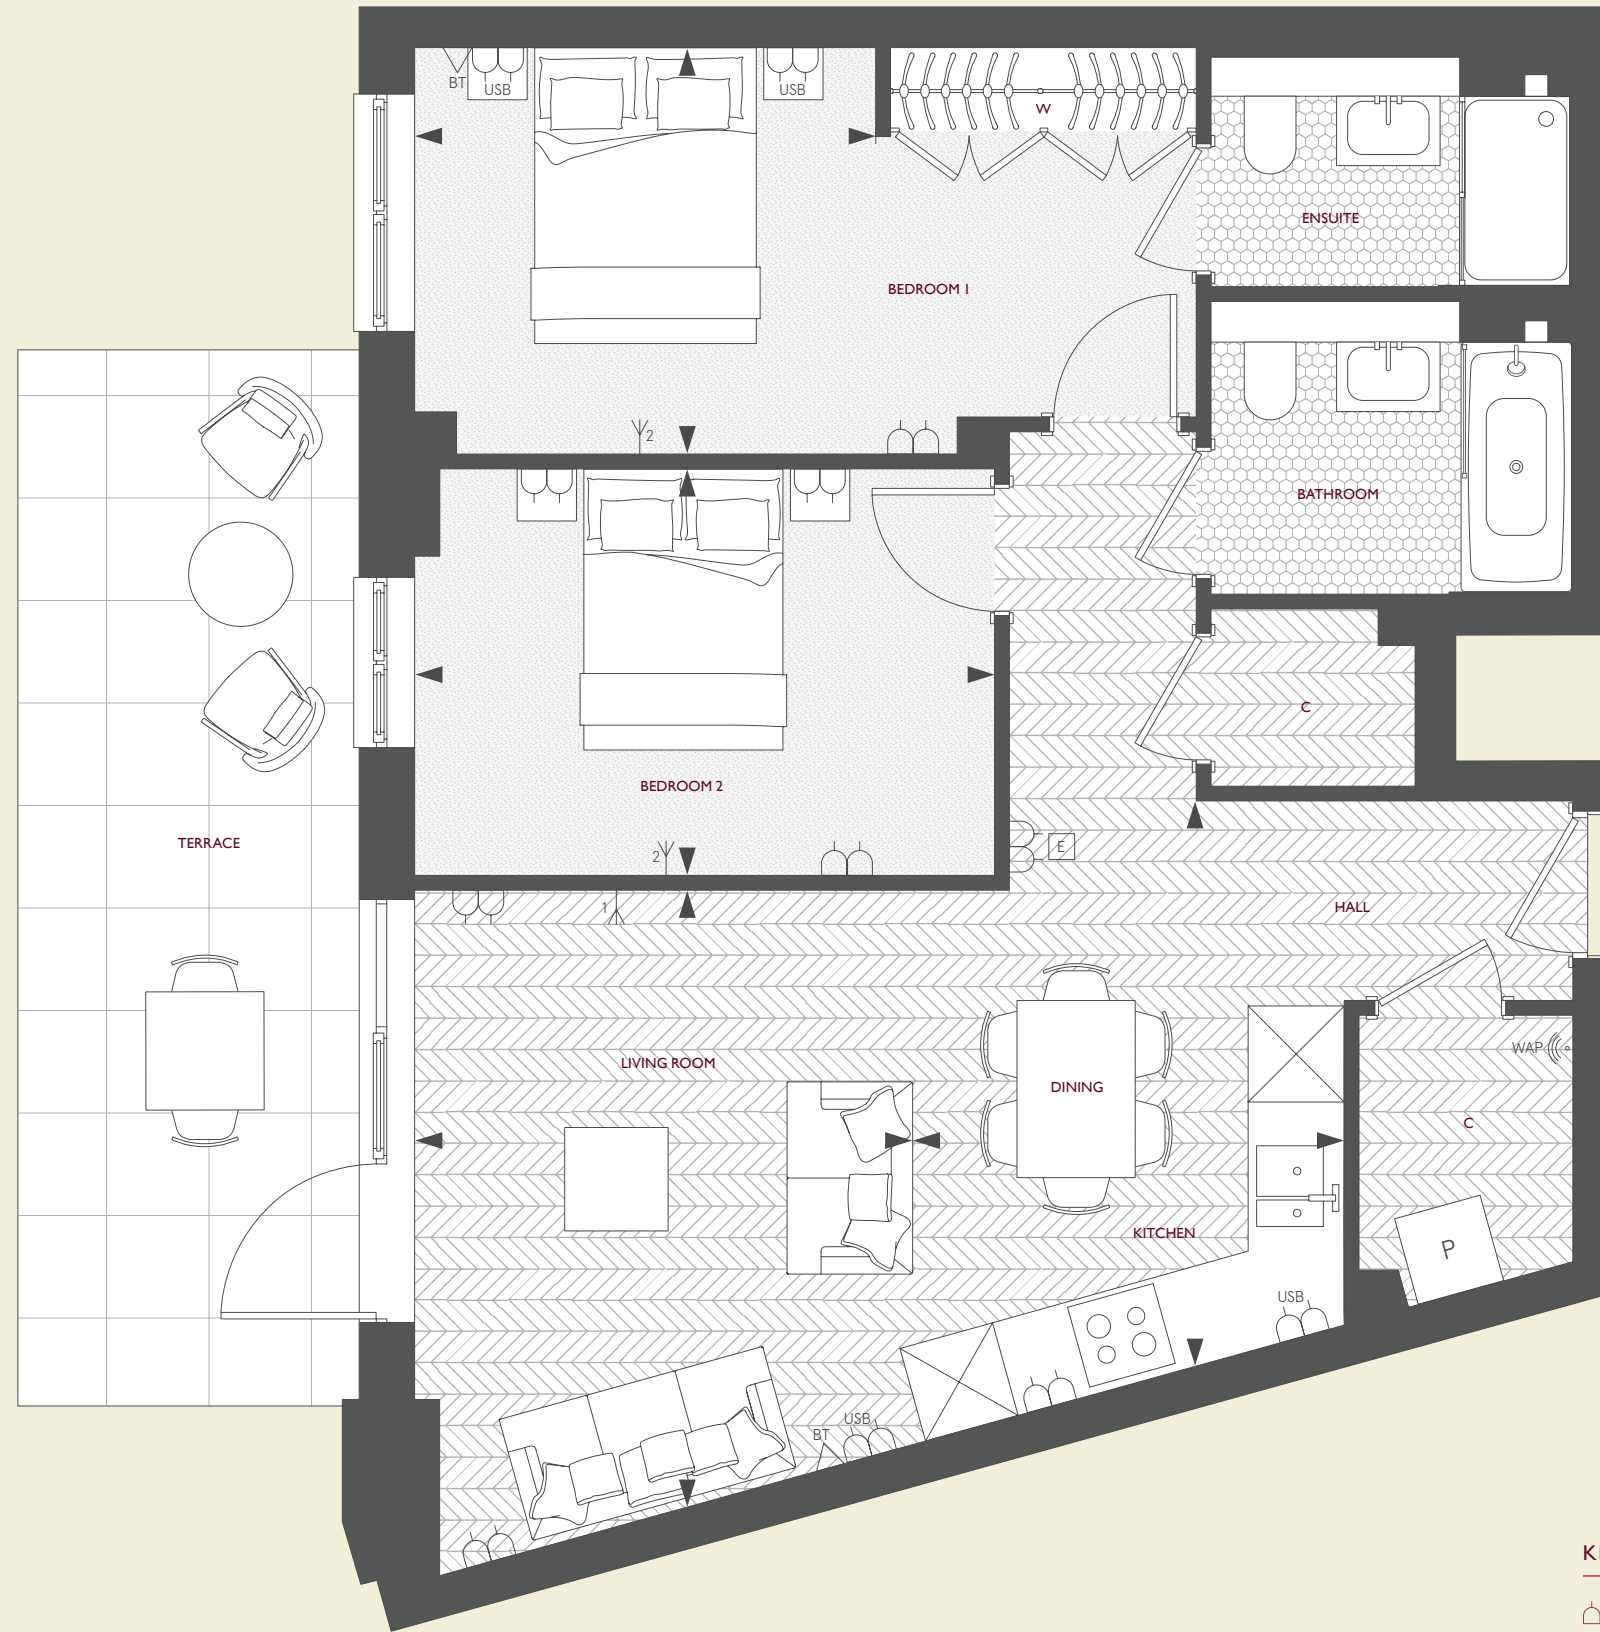 BT
USB
USB
W
ENSUITE
BEDROOM 1
2
BATHROOM
C
BEDROOM 2
TERRACE
E
2
1
HALL
WAP
LIVING ROOM
DINING
C
KITCHEN
P
USB
USB
BT
K